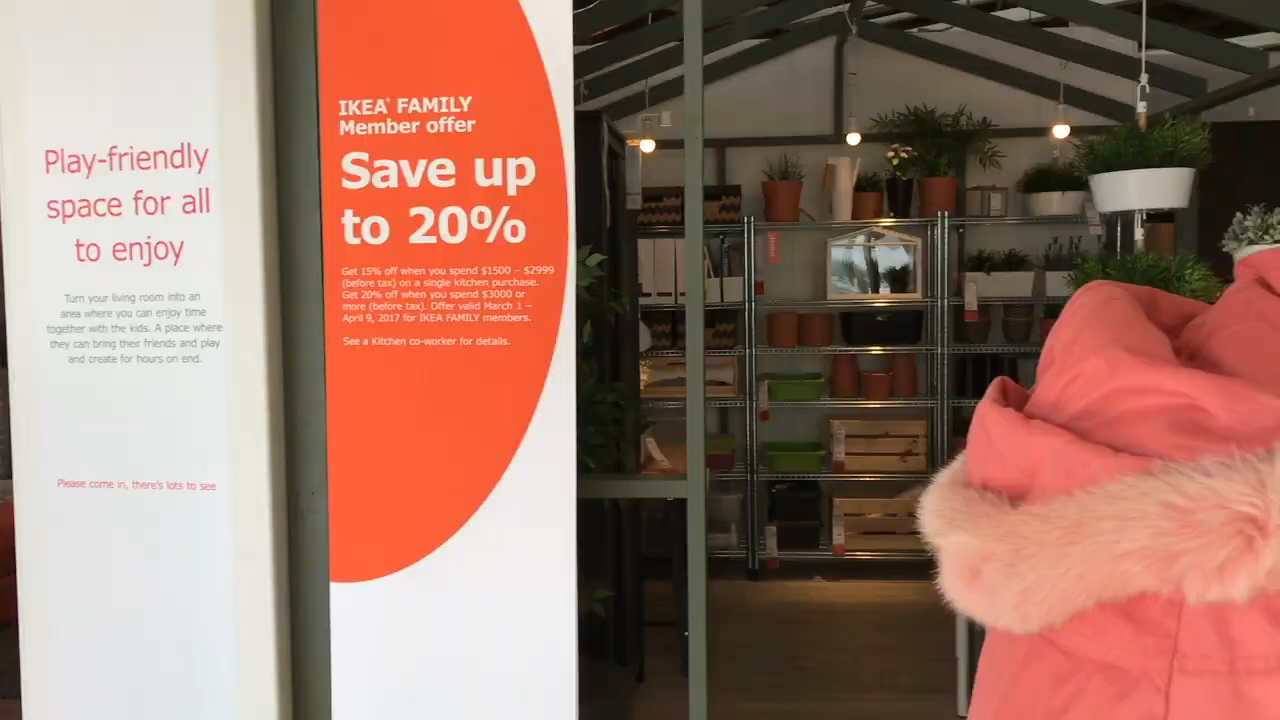 Play-friendly
space for all
to enjoy
Turn your living room into an
area where you can enjoy time
together with the kids. A place where
they can bring their friends and play
and create for hours on end.
Please come in, there's lots to see
IKEA® FAMILY
Member offer
Save up
to 20%
Get 15% off when you spend $1500 – $2999
(before tax) on a single kitchen purchase.
Get 20% off when you spend $3000 or
more (before tax). Offer valid March 1 –
April 9, 2017 for IKEA FAMILY members.
See a Kitchen co-worker for details.